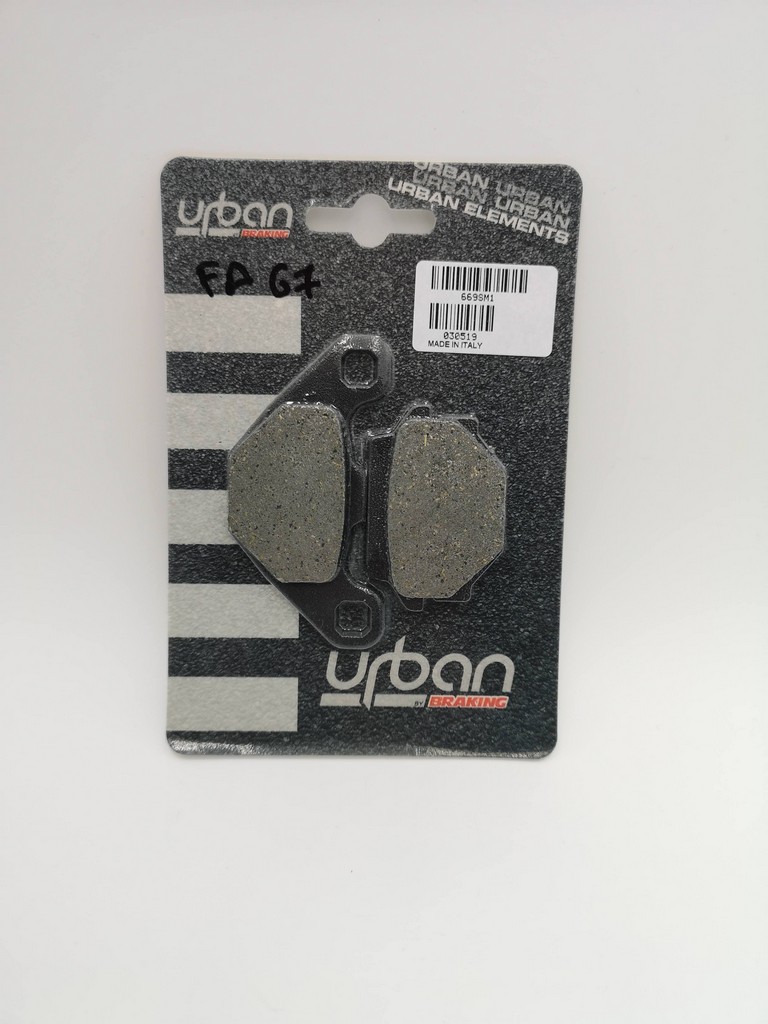 URBAN URBAN
URBAN URBAN
URBAN ELEMENTS
urban
BRAKING
FA 67
669SM1
030519
MADE IN ITALY
urban
BY BRAKING